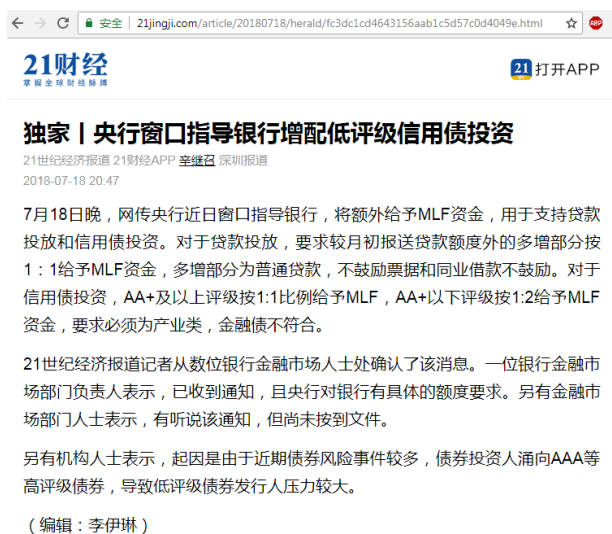 安全 | 21jingji.com/article/20180718/herald/fc3dc1cd4643156aab1c5d57c0d4049e.html
ABP
21财经
掌握全球财经脉搏
21 打开APP
独家丨央行窗口指导银行增配低评级信用债投资
21世纪经济报道 21财经APP 辛继召 深圳报道
2018-07-18 20:47
7月18日晚，网传央行近日窗口指导银行，将额外给予MLF资金，用于支持贷款
投放和信用债投资。对于贷款投放，要求较月初报送贷款额度外的多增部分按
1：1给予MLF资金，多增部分为普通贷款，不鼓励票据和同业借款不鼓励。对于
信用债投资，AA+及以上评级按1:1比例给予MLF，AA+以下评级按1:2给予MLF
资金，要求必须为产业类，金融债不符合。
21世纪经济报道记者从数位银行金融市场人士处确认了该消息。一位银行金融市
场部门负责人表示，已收到通知，且央行对银行有具体的额度要求。另有金融市
场部门人士表示，有听说该通知，但尚未按到文件。
另有机构人士表示，起因是由于近期债券风险事件较多，债券投资人涌向AAA等
高评级债券，导致低评级债券发行人压力较大。
（编辑：李伊琳）